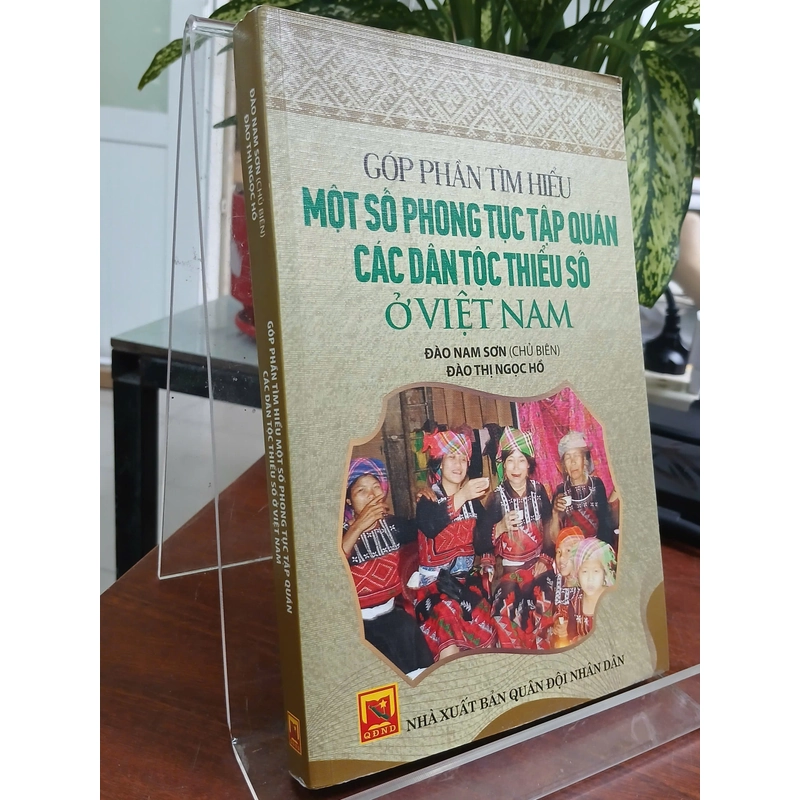 GÓP PHẦN TÌM HIỂU
MỘT SỐ PHONG TỤC TẬP QUÁN
CÁC DÂN TỘC THIỂU SỐ
Ở VIỆT NAM
ĐÀO NAM SƠN (CHỦ BIÊN)
ĐÀO THỊ NGỌC HỒ
QĐND
NHÀ XUẤT BẢN QUÂN ĐỘI NHÂN DÂN
ĐÀO NAM SƠN (CHỦ BIÊN)
ĐÀO THỊ NGỌC HỒ
GÓP PHẦN TÌM HIỂU MỘT SỐ PHONG TỤC TẬP QUÁN
CÁC DÂN TỘC THIỂU SỐ Ở VIỆT NAM
QĐND